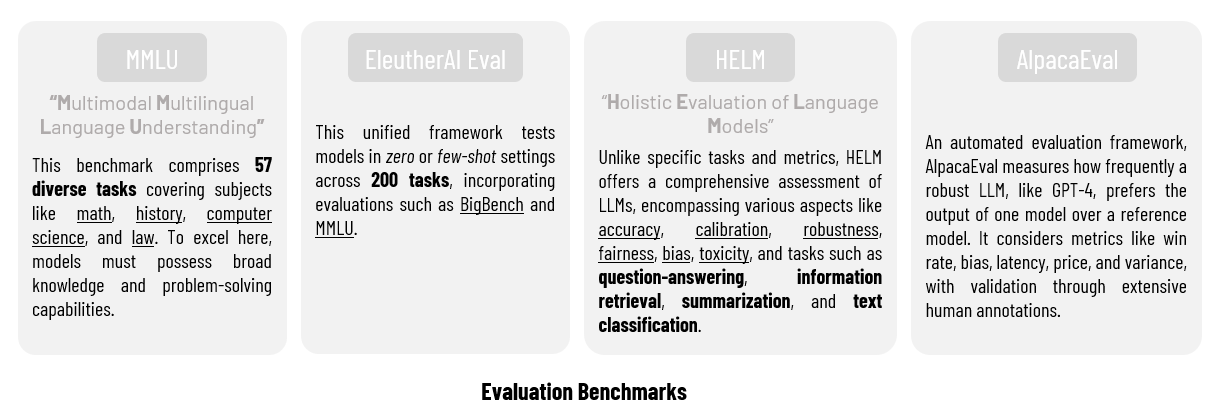 MMLU
“Multimodal Multilingual
Language Understanding”
This benchmark comprises 57
diverse tasks covering subjects
like math, history, computer
science, and law. To excel here,
models must possess broad
knowledge and problem-solving
capabilities.
EleutherAI Eval
This unified framework tests
models in zero or few-shot settings
across 200 tasks, incorporating
evaluations such as BigBench and
MMLU.
HELM
“Holistic Evaluation of Language
Models”
Unlike specific tasks and metrics, HELM
offers a comprehensive assessment of
LLMs, encompassing various aspects like
accuracy, calibration, robustness,
fairness, bias, toxicity, and tasks such as
question-answering, information
retrieval, summarization, and text
classification.
AlpacaEval
An automated evaluation framework,
AlpacaEval measures how frequently a
robust LLM, like GPT-4, prefers the
output of one model over a reference
model. It considers metrics like win
rate, bias, latency, price, and variance,
with validation through extensive
human annotations.
Evaluation Benchmarks